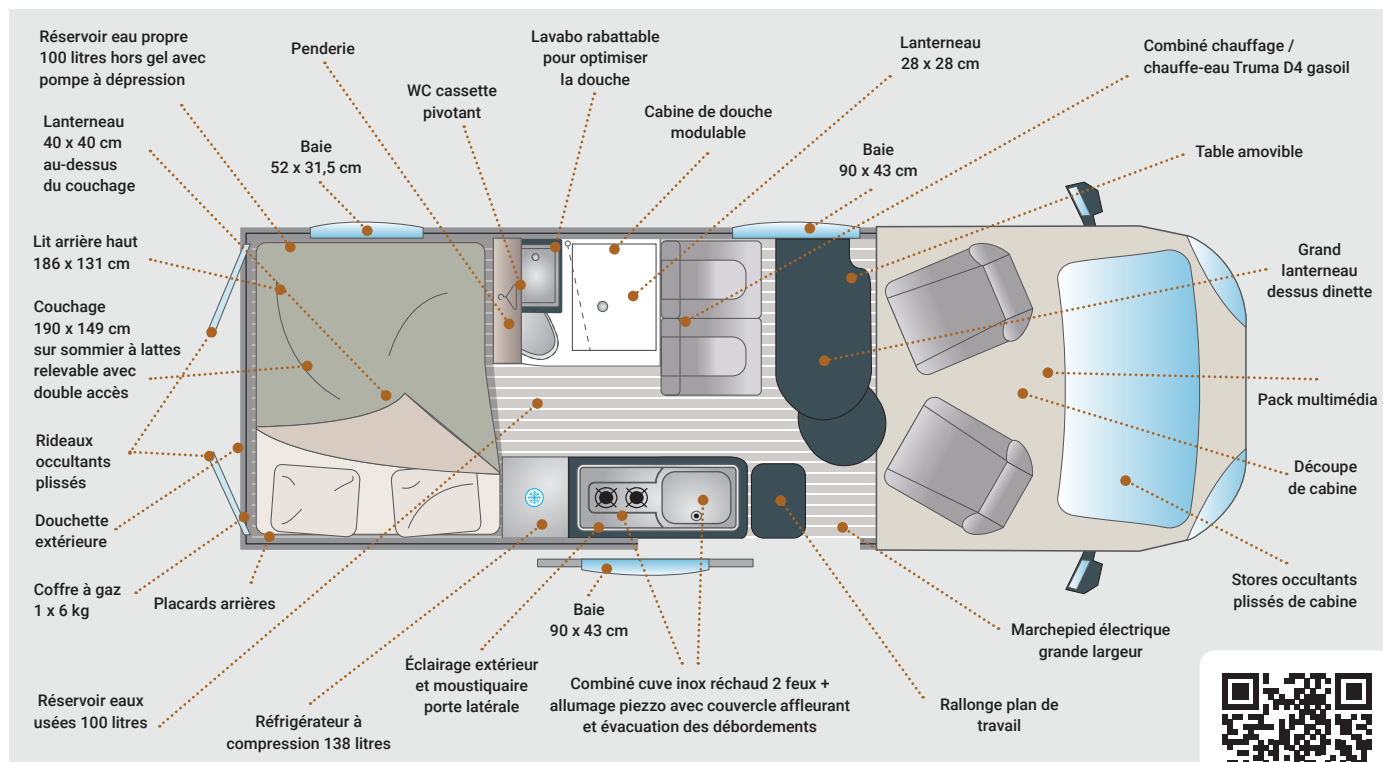 Réservoir eau propre
100 litres hors gel avec
pompe à dépression
Penderie
WC cassette
pivotant
Lavabo rabattable
pour optimiser
la douche
Cabine de douche
modulable
Lanterneau
28 x 28 cm
Combiné chauffage /
chauffe-eau Truma D4 gasoil
Lanterneau
40 x 40 cm
au-dessus
du couchage
Baie
52 x 31,5 cm
Baie
90 x 43 cm
Table amovible
Lit arrière haut
186 x 131 cm
Grand
lanterneau
dessus dinette
Couchage
190 x 149 cm
sur sommier à lattes
relevable avec
double accès
Pack multimédia
Rideaux
occultants
plissés
Découpe
de cabine
Douchette
extérieure
Coffre à gaz
1 x 6 kg
Placards arrières
Baie
90 x 43 cm
Stores occultants
plissés de cabine
Marchepied électrique
grande largeur
Réservoir eaux
usées 100 litres
Réfrigérateur à
compression 138 litres
Éclairage extérieur
et moustiquaire
porte latérale
Combiné cuve inox réchaud 2 feux +
allumage piezzo avec couvercle affleurant
et évacuation des débordements
Rallonge plan de
travail